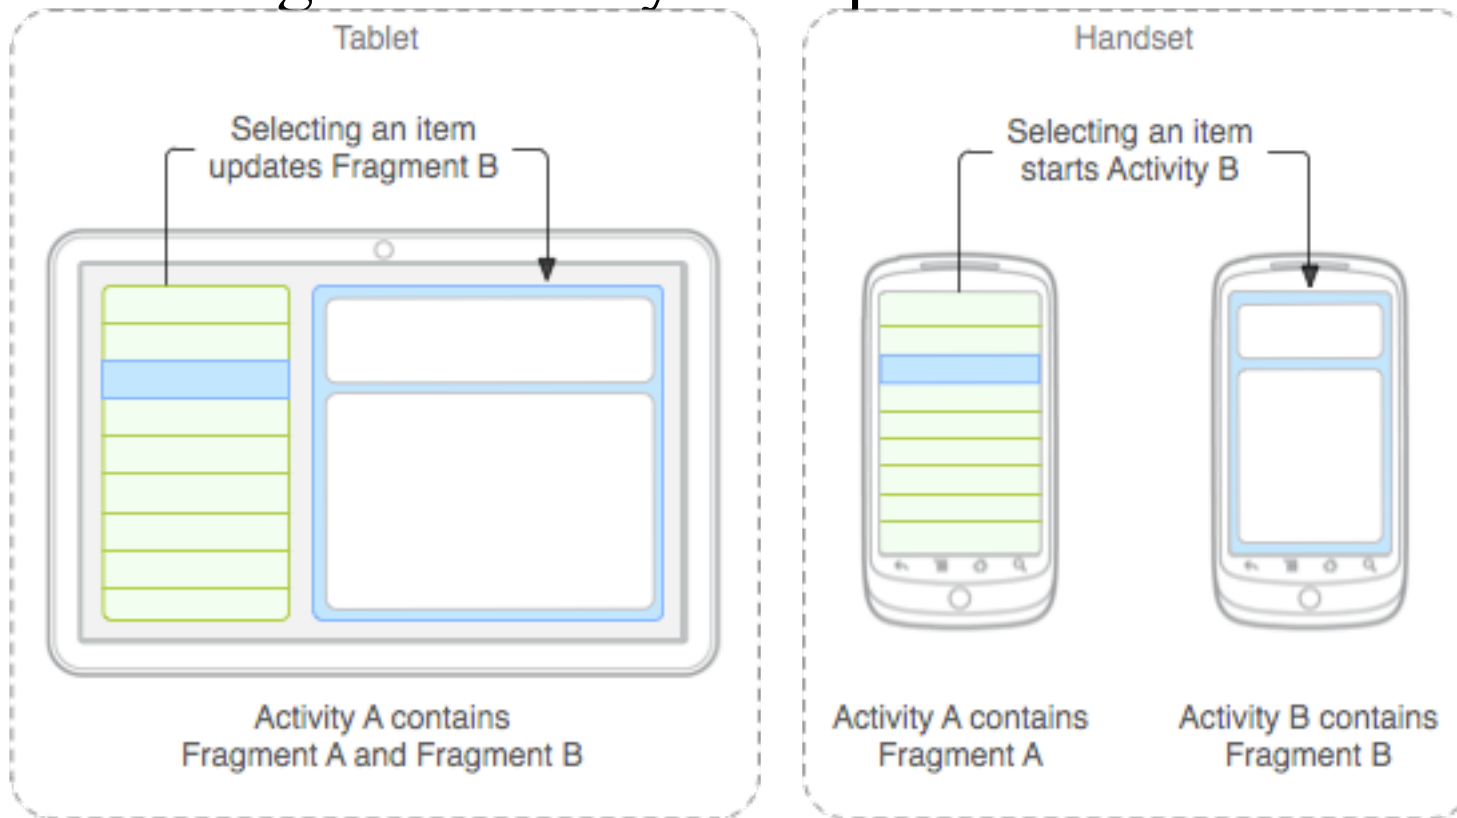 Tablet
Selecting an item
updates Fragment B
Activity A contains
Fragment A and Fragment B
Handset
Selecting an item
starts Activity B
Activity A contains
Fragment A
Activity B contains
Fragment B